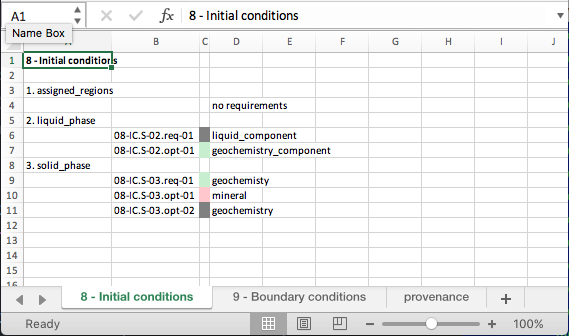 A1 fx 8 - Initial conditions
Name Box
A B C D E F G H I J
1 8 - Initial conditions
2
3 1. assigned_regions
4 no requirements
5 2. liquid_phase
6 08-IC.S-02.req-01 liquid_component
7 08-IC.S-02.opt-01 geochemistry_component
8 3. solid_phase
9 08-IC.S-03.req-01 geochemisty
10 08-IC.S-03.opt-01 mineral
11 08-IC.S-03.opt-02 geochemistry
12
13
14
15
16
8 - Initial conditions 9 - Boundary conditions provenance +
Ready 100%